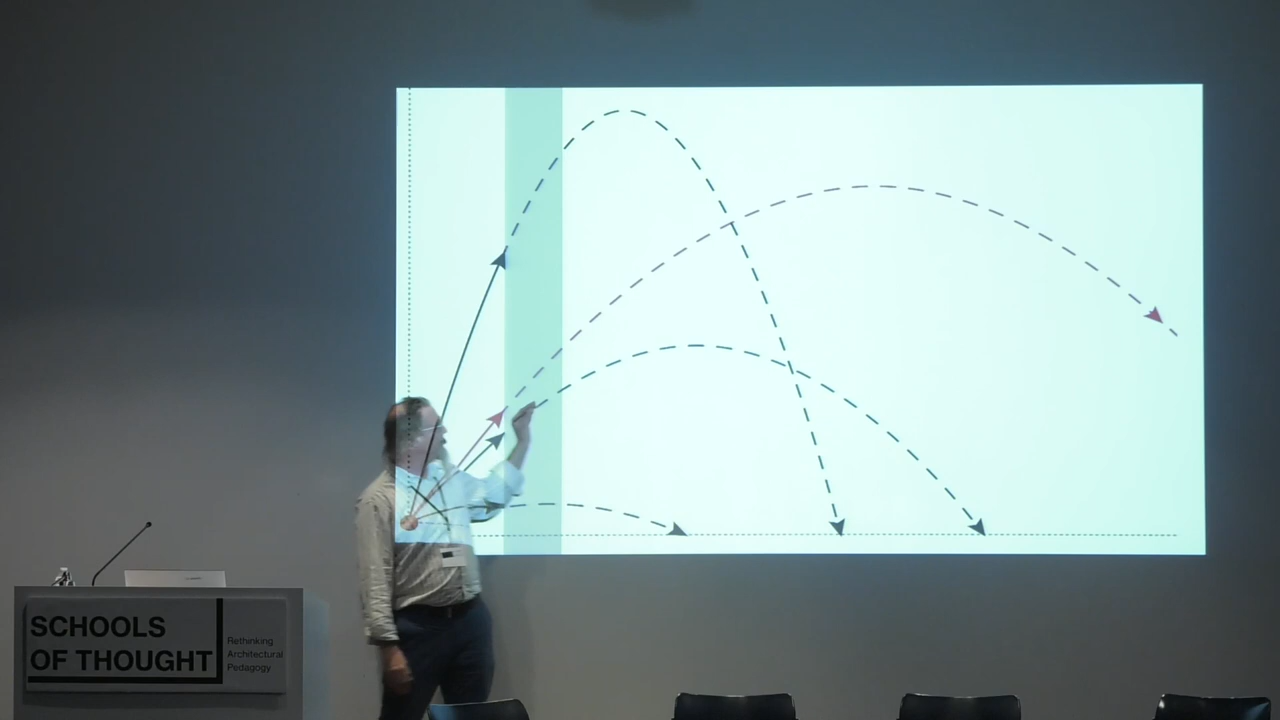 SCHOOLS
OF THOUGHT
Rethinking
Architectural
Pedagogy